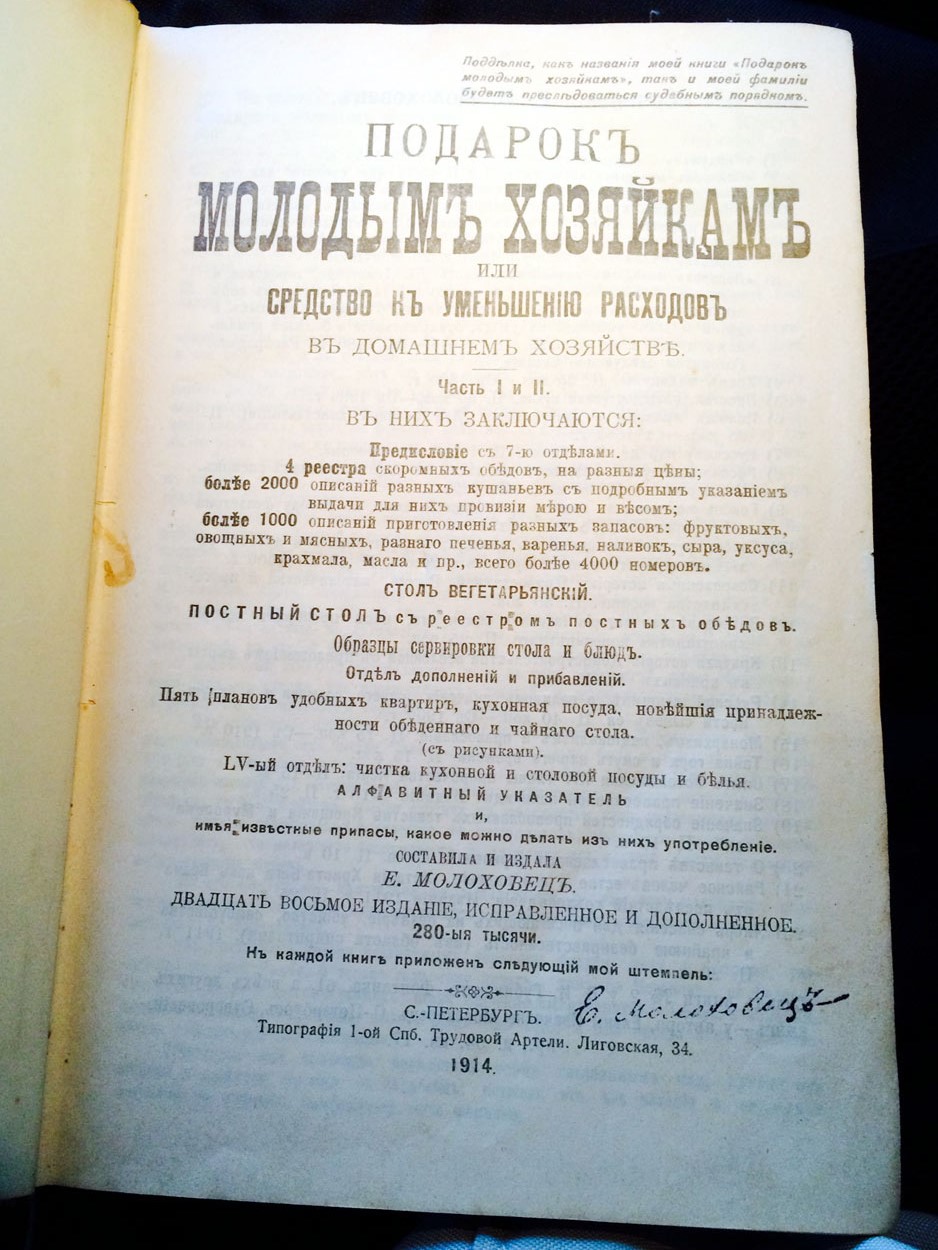 Поддѣлка, какъ названія моей книги «Подарокъ
молодымъ хозяйкамъ», такъ и моей фамиліи
будетъ преслѣдоваться судебнымъ порядкомъ.
ПОДАРОКЪ
МОЛОДЫМЪ ХОЗЯЙКАМЪ
ИЛИ
СРЕДСТВО КЪ УМЕНЬШЕНІЮ РАСХОДОВЪ
ВЪ ДОМАШНЕМЪ ХОЗЯЙСТВѢ.
Часть I и II.
ВЪ НИХЪ ЗАКЛЮЧАЮТСЯ:
Предисловіе съ 7-ю отдѣлами.
4 реестра скоромныхъ обѣдовъ, на разныя цѣны;
болѣе 2000 описаній разныхъ кушаньевъ съ подробнымъ указаніемъ
выдачи для нихъ провизіи мѣрою и вѣсомъ;
болѣе 1000 описаній приготовленія разныхъ запасовъ: фруктовыхъ,
овощныхъ и мясныхъ, разнаго печенья, варенья, наливокъ, сыра, уксуса,
крахмала, масла и пр., всего болѣе 4000 номеровъ.
СТОЛЪ ВЕГЕТАРЬЯНСКІЙ.
ПОСТНЫЙ СТОЛЪ съ реестромъ постныхъ обѣдовъ.
Образцы сервировки стола и блюдъ.
Отдѣлъ дополненій и прибавленій.
Пять плановъ удобныхъ квартиръ, кухонная посуда, новѣйшія принадлеж-
ности обѣденнаго и чайнаго стола.
(съ рисунками).
LV-ый отдѣлъ: чистка кухонной и столовой посуды и бѣлья.
АЛФАВИТНЫЙ УКАЗАТЕЛЬ
и,
имѣя извѣстные припасы, какое можно дѣлать изъ нихъ употребленіе.
СОСТАВИЛА И ИЗДАЛА
Е. МОЛОХОВЕЦЪ.
ДВАДЦАТЬ ВОСЬМОЕ ИЗДАНІЕ, ИСПРАВЛЕННОЕ И ДОПОЛНЕННОЕ.
280-ыя тысячи.
Къ каждой книгѣ приложенъ слѣдующій мой штемпель:
С.-ПЕТЕРБУРГЪ.
Е. Молоховецъ
Типографія 1-ой Спб. Трудовой Артели. Лиговская, 34.
1914.